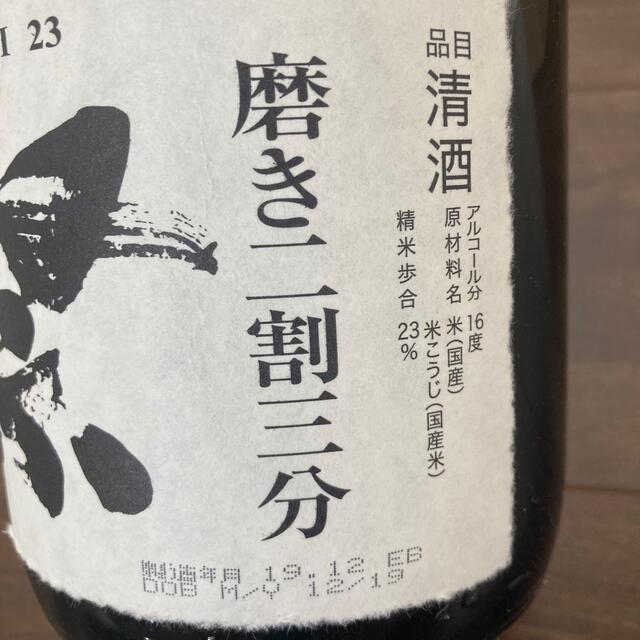 品目
清酒
アルコール分 16度
原材料名 米(国産)
米こうじ(国産米)
精米歩合 23%
磨き二割三分
23
製造年月 19.12 EB
DOB M/Y 12/19